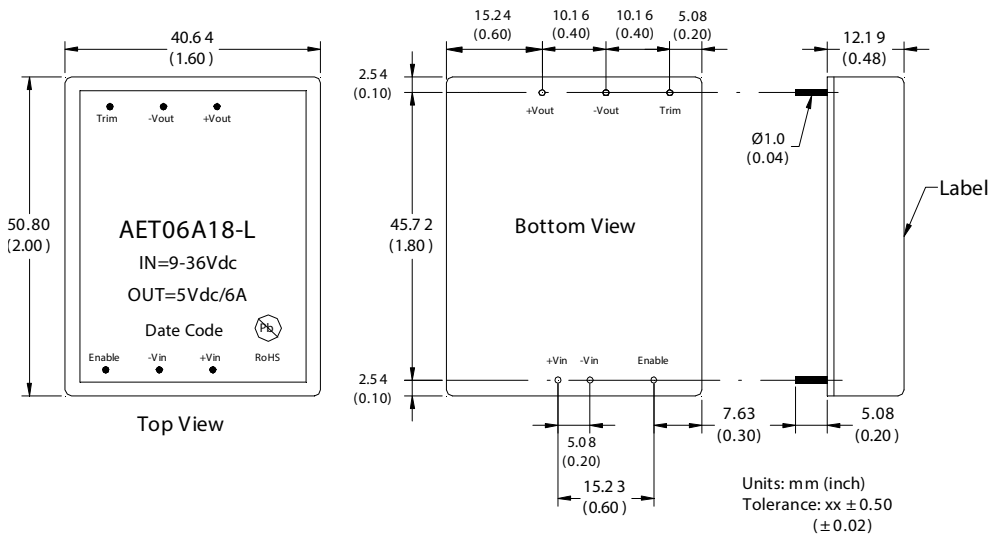 40.64
(1.60)
50.80
(2.00)
Trim -Vout +Vout
AET06A18-L
IN=9-36Vdc
OUT=5Vdc/6A
Date Code Pb
Enable -Vin +Vin RoHS
Top View
15.24 10.16 10.16 5.08
(0.60) (0.40) (0.40) (0.20)
2.54
(0.10)
+Vout -Vout Trim
45.72
(1.80)
Bottom View
+Vin -Vin Enable
2.54
(0.10)
5.08
(0.20)
15.23
(0.60)
7.63
(0.30)
12.19
(0.48)
Ø1.0
(0.04)
Label
5.08
(0.20)
Units: mm (inch)
Tolerance: xx ±0.50
(±0.02)